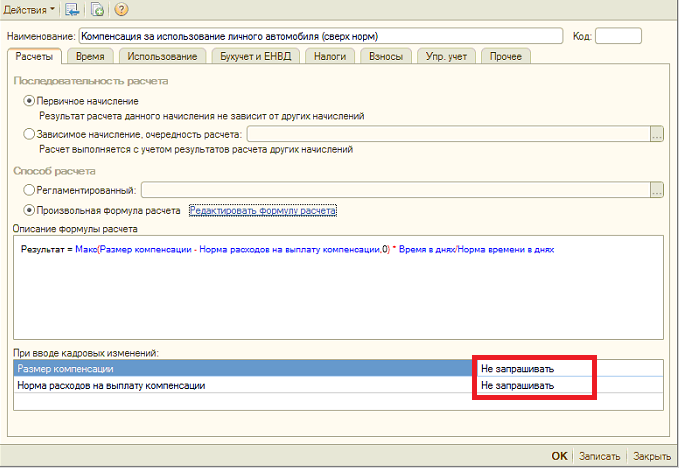 Действия
Наименование: Компенсация за использование личного автомобиля (сверх норм) Код:
Расчеты Время Использование Бухучет и ЕНВД Налоги Взносы Упр. учет Прочее
Последовательность расчета
Первичное начисление
Результат расчета данного начисления не зависит от других начислений
Зависимое начисление, очередность расчета: ...
Расчет выполняется с учетом результатов расчета других начислений
Способ расчета
Регламентированный: ...
Произвольная формула расчета Редактировать формулу расчета
Описание формулы расчета
Результат = Макс(Размер компенсации - Норма расходов на выплату компенсации,0) * Время в днях/Норма времени в днях
При вводе кадровых изменений:
Размер компенсации Не запрашивать
Норма расходов на выплату компенсации Не запрашивать
OK Записать Закрыть